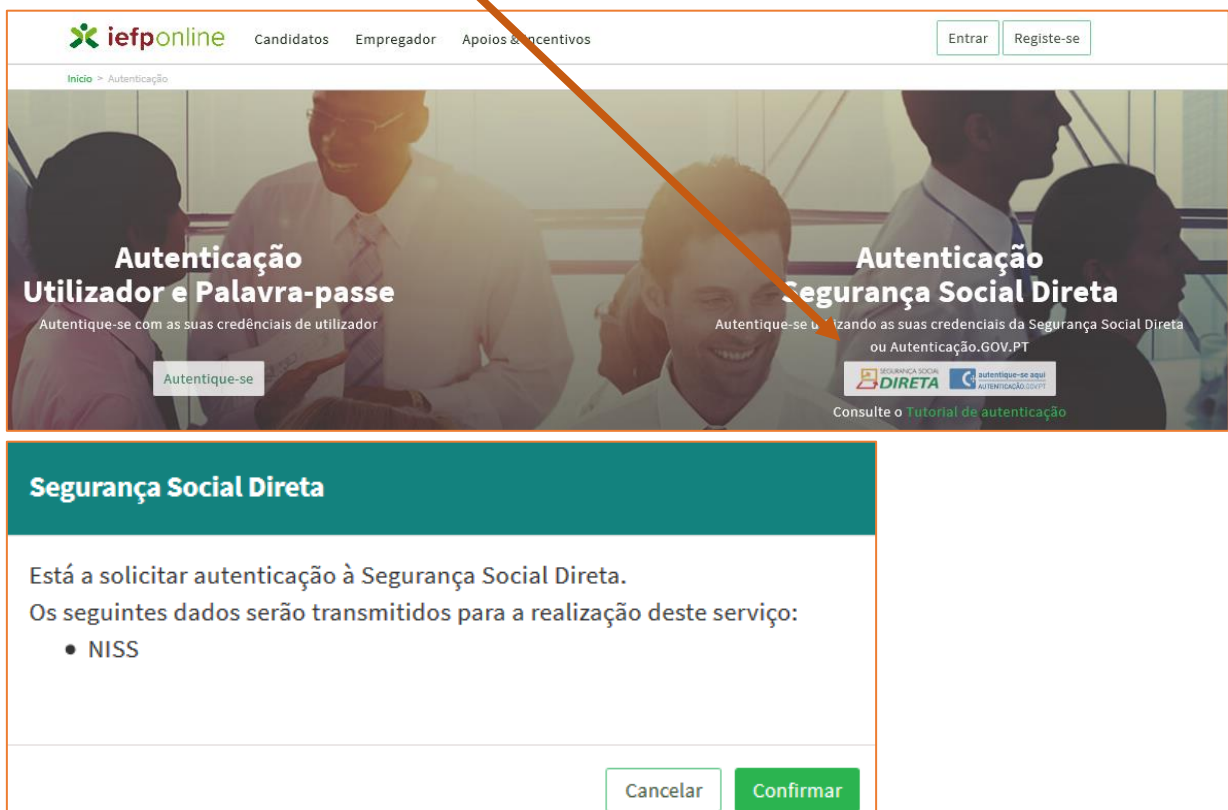 iefponline Candidatos Empregador Apoios & Incentivos Entrar Registe-se
Início > Autenticação
Autenticação
Utilizador e Palavra-passe
Autentique-se com as suas credênciais de utilizador
Autentique-se
Autenticação
Segurança Social Direta
Autentique-se utilizando as suas credenciais da Segurança Social Direta
ou Autenticação.GOV.PT
SEGURANÇA SOCIAL
DIRETA
autentique-se aqui
AUTENTICAÇÃO.GOV.PT
Consulte o Tutorial de autenticação
Segurança Social Direta
Está a solicitar autenticação à Segurança Social Direta.
Os seguintes dados serão transmitidos para a realização deste serviço:
• NISS
Cancelar Confirmar